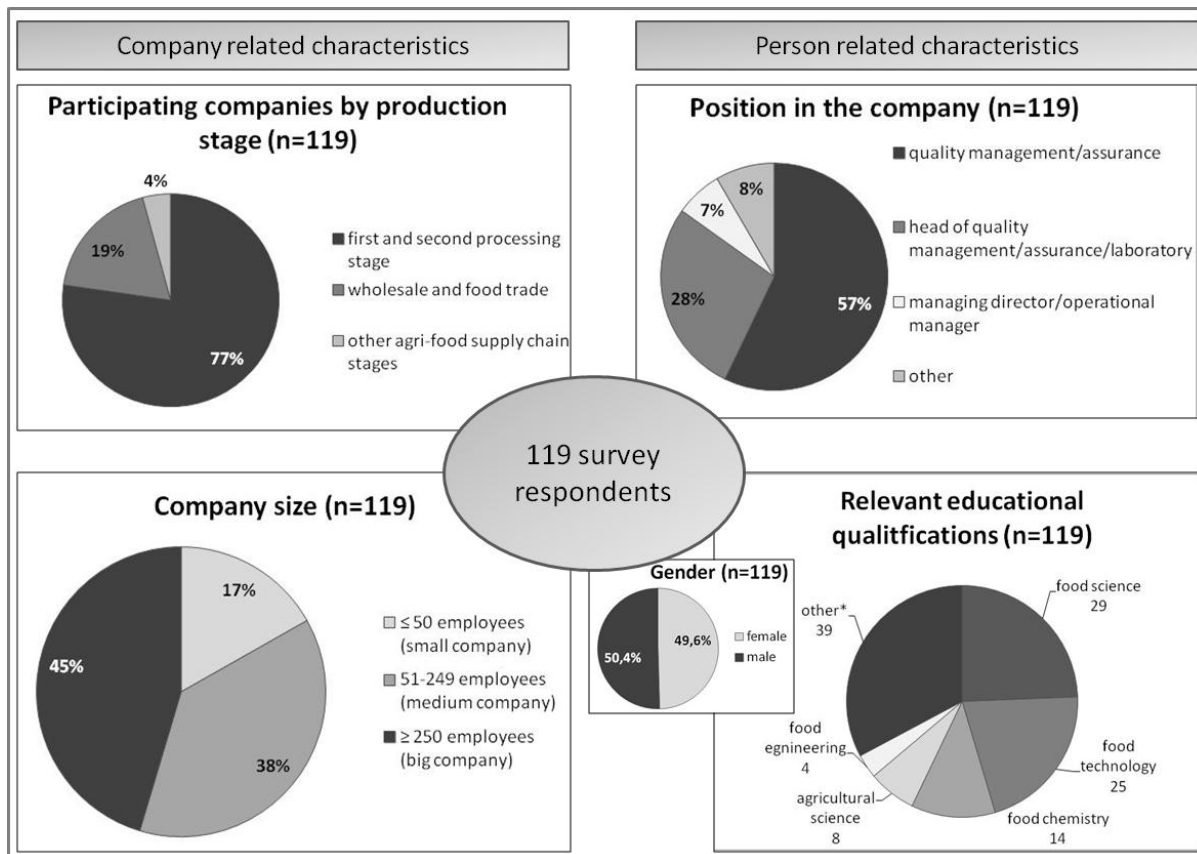 Company related characteristics
Person related characteristics
Participating companies by production
stage (n=119)
4%
19%
77%
first and second processing
stage
wholesale and food trade
other agri-food supply chain
stages
Position in the company (n=119)
8%
7%
28%
57%
quality management/assurance
head of quality
management/assurance/laboratory
managing director/operational
manager
other
119 survey
respondents
Company size (n=119)
17%
45%
38%
≤ 50 employees
(small company)
51-249 employees
(medium company)
≥ 250 employees
(big company)
Gender (n=119)
50,4%
49,6%
female
male
Relevant educational
qualitfications (n=119)
other*
39
food science
29
food
egnineering
4
agricultural
science
8
food chemistry
14
food
technology
25